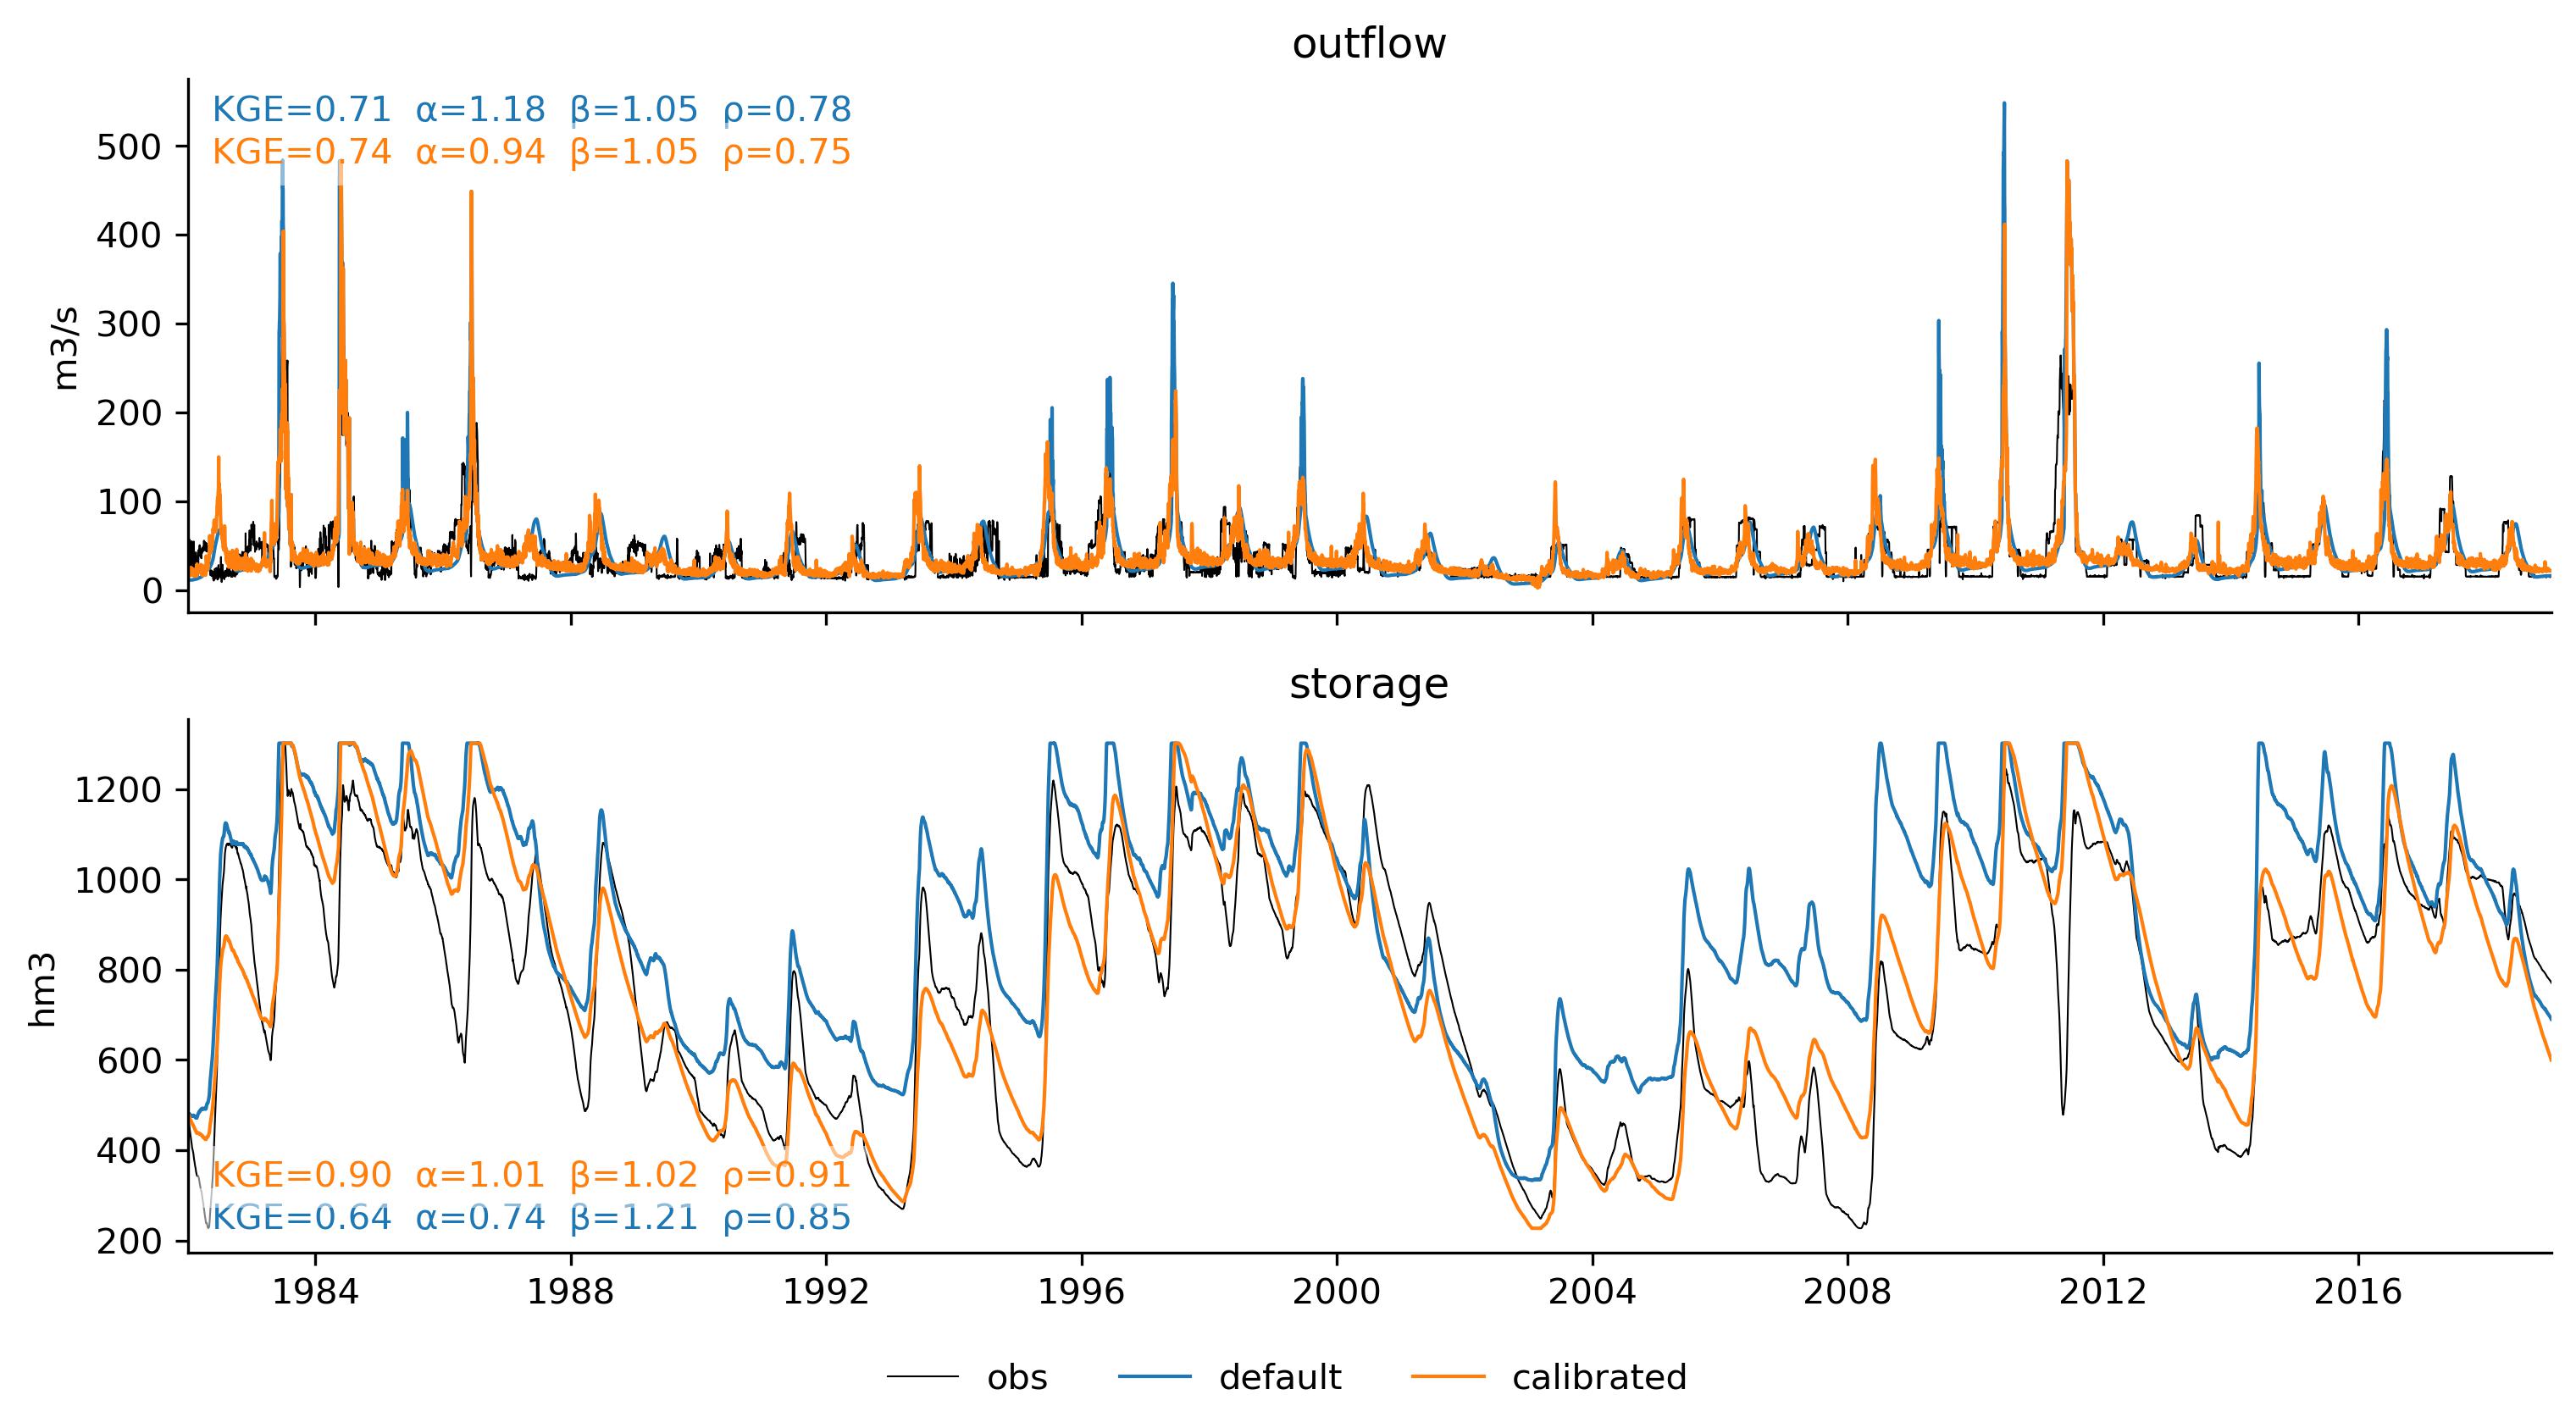 outflow
KGE=0.71 α=1.18 β=1.05 ρ=0.78
KGE=0.74 α=0.94 β=1.05 ρ=0.75
500
400
300
200
100
0
m3/s
storage
1200
1000
800
600
400
200
hm3
KGE=0.90 α=1.01 β=1.02 ρ=0.91
KGE=0.64 α=0.74 β=1.21 ρ=0.85
1984 1988 1992 1996 2000 2004 2008 2012 2016
obs default calibrated